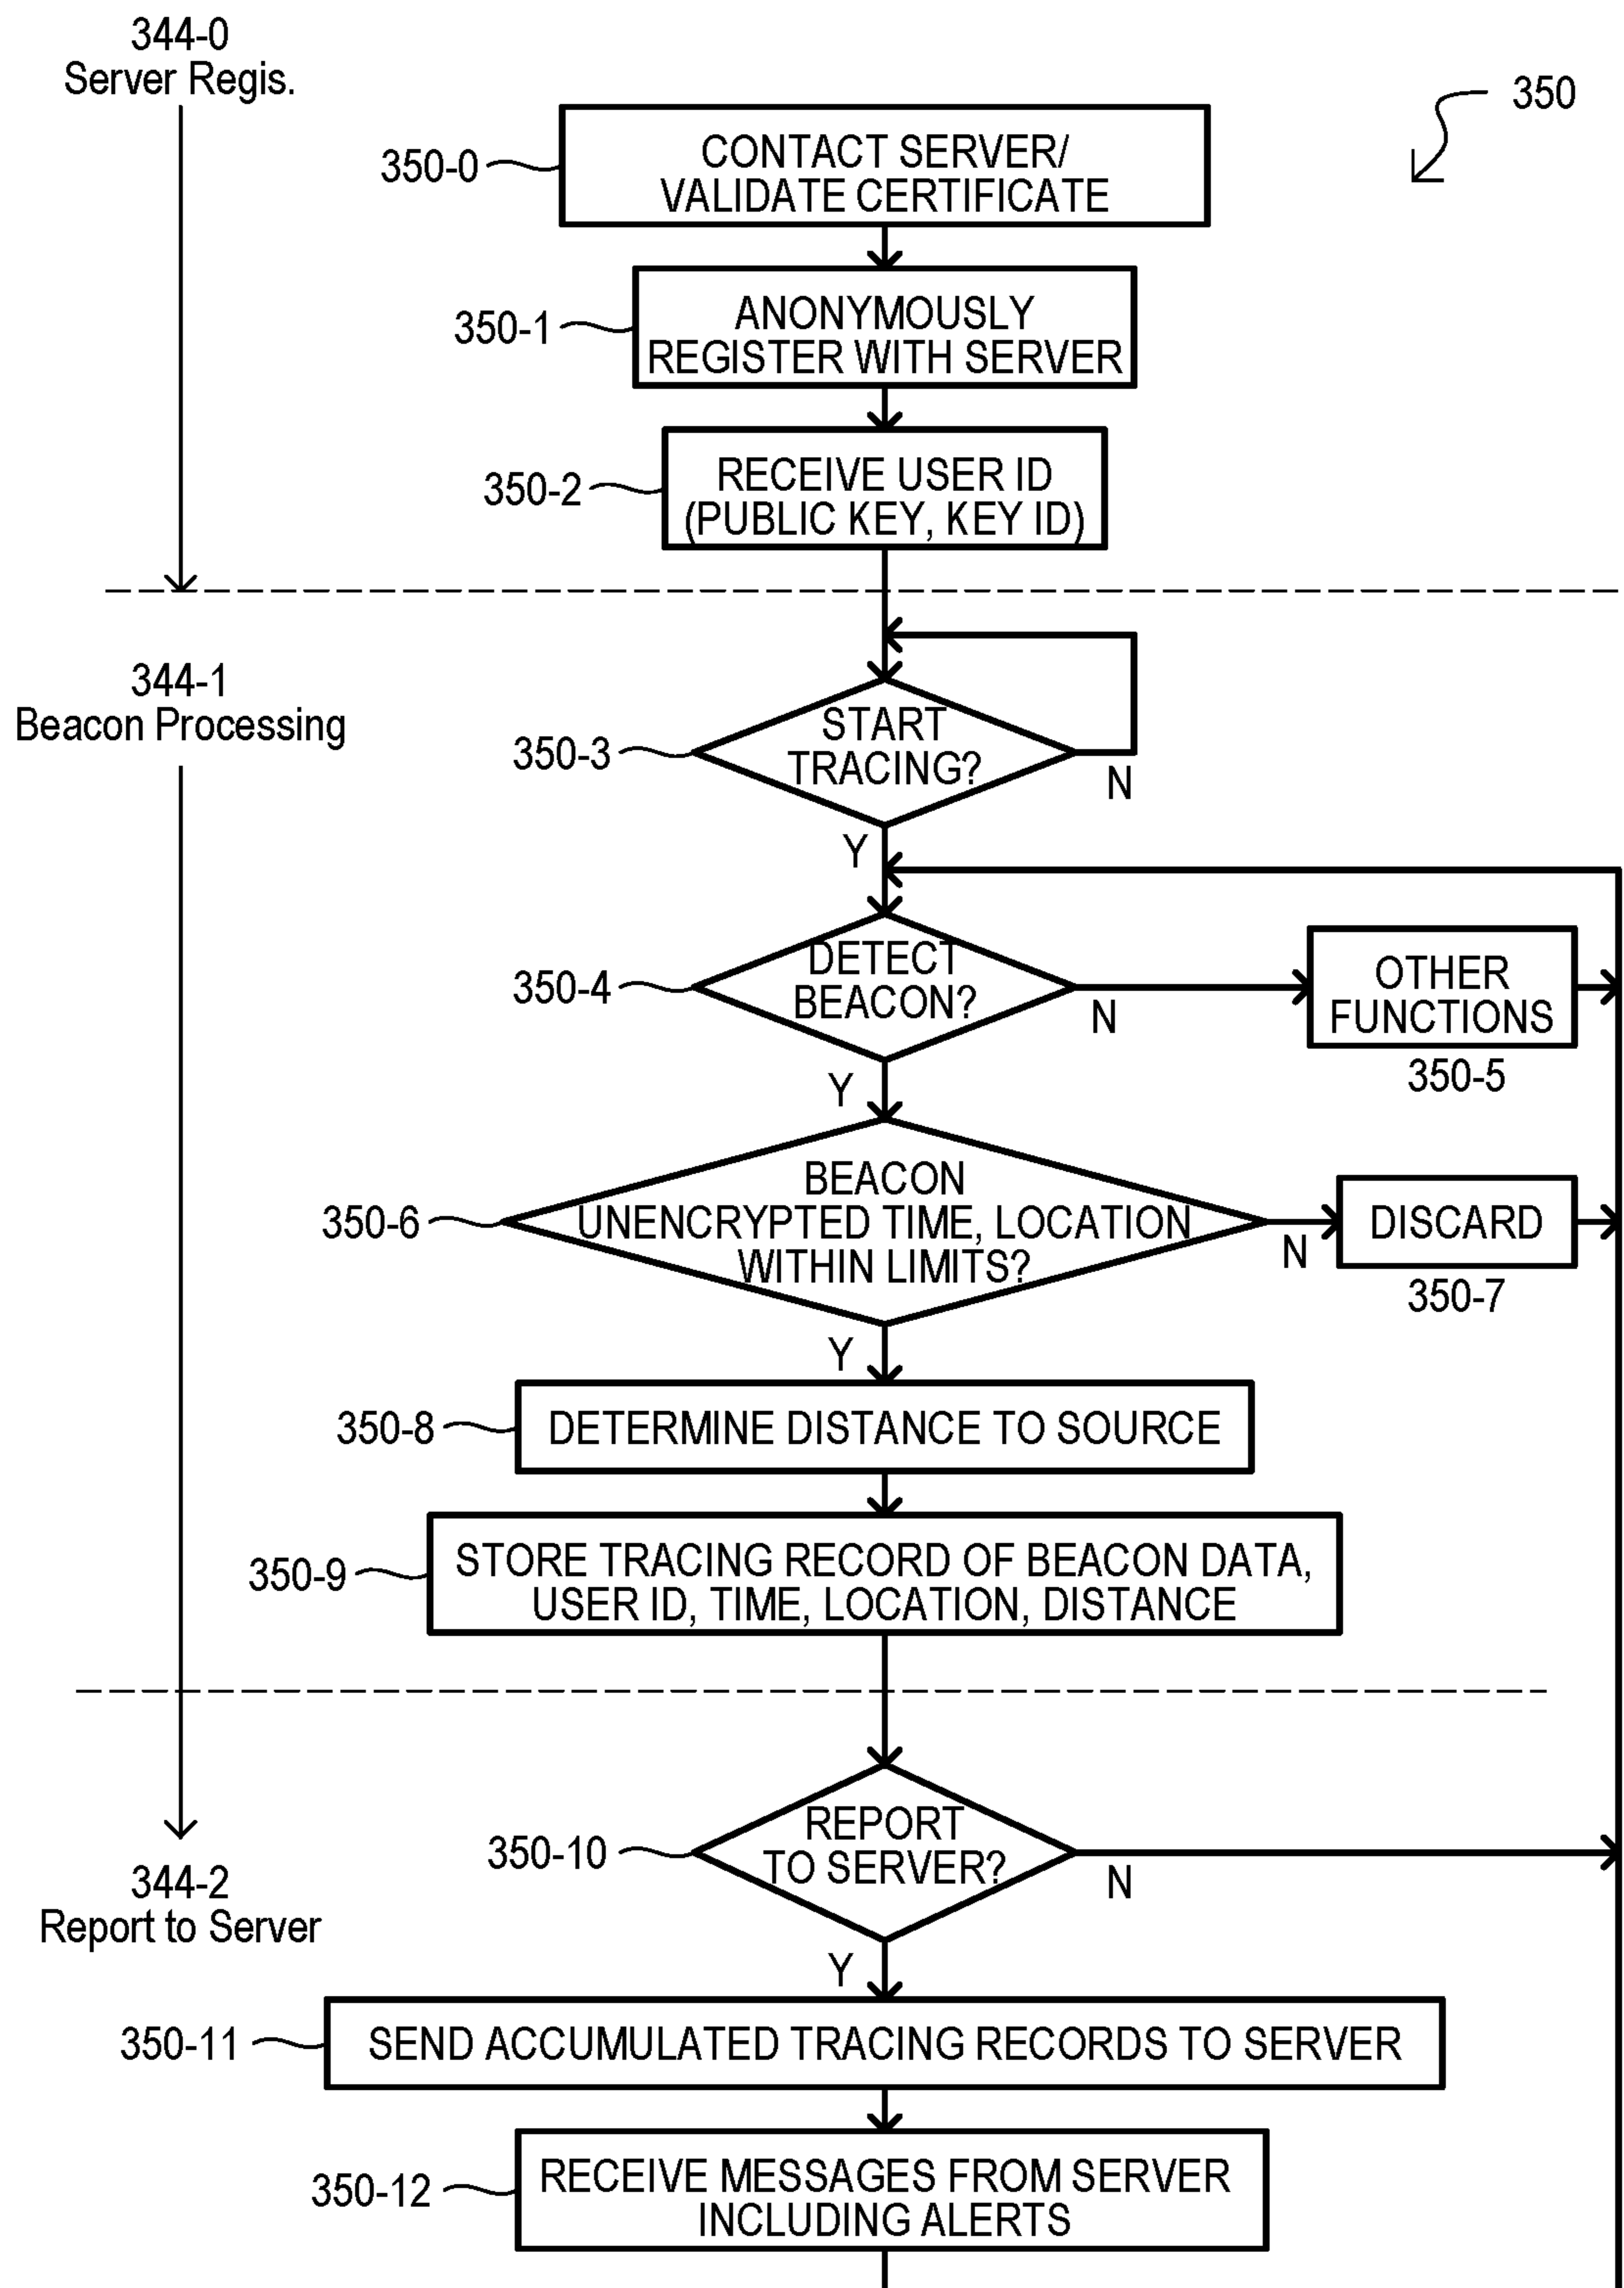 344-0
Server Regis.
350
350-0
CONTACT SERVER/
VALIDATE CERTIFICATE
350-1
ANONYMOUSLY
REGISTER WITH SERVER
350-2
RECEIVE USER ID
(PUBLIC KEY, KEY ID)
344-1
Beacon Processing
350-3
START
TRACING?
N
Y
350-4
DETECT
BEACON?
N
OTHER
FUNCTIONS
350-5
Y
350-6
BEACON
UNENCRYPTED TIME, LOCATION
WITHIN LIMITS?
N
DISCARD
350-7
Y
350-8
DETERMINE DISTANCE TO SOURCE
350-9
STORE TRACING RECORD OF BEACON DATA,
USER ID, TIME, LOCATION, DISTANCE
350-10
REPORT
TO SERVER?
N
344-2
Report to Server
Y
350-11
SEND ACCUMULATED TRACING RECORDS TO SERVER
350-12
RECEIVE MESSAGES FROM SERVER
INCLUDING ALERTS